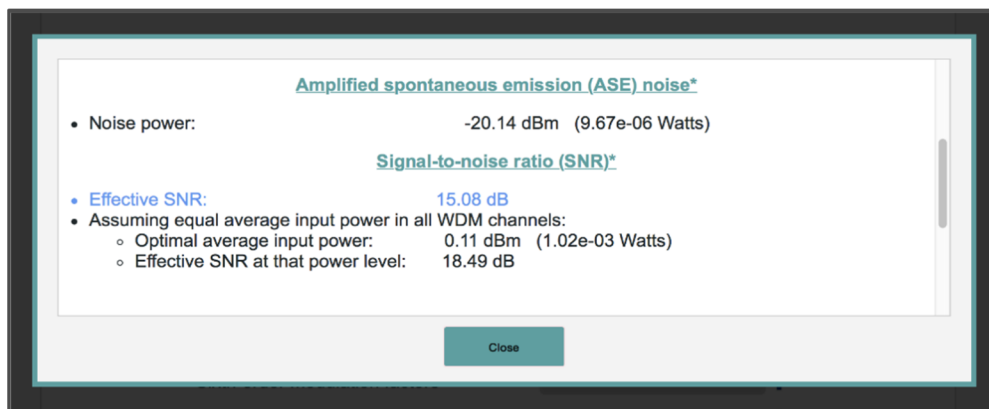 Amplified spontaneous emission (ASE) noise*
• Noise power: -20.14 dBm (9.67e-06 Watts)
Signal-to-noise ratio (SNR)*
• Effective SNR: 15.08 dB
• Assuming equal average input power in all WDM channels:
◦ Optimal average input power: 0.11 dBm (1.02e-03 Watts)
◦ Effective SNR at that power level: 18.49 dB
Close